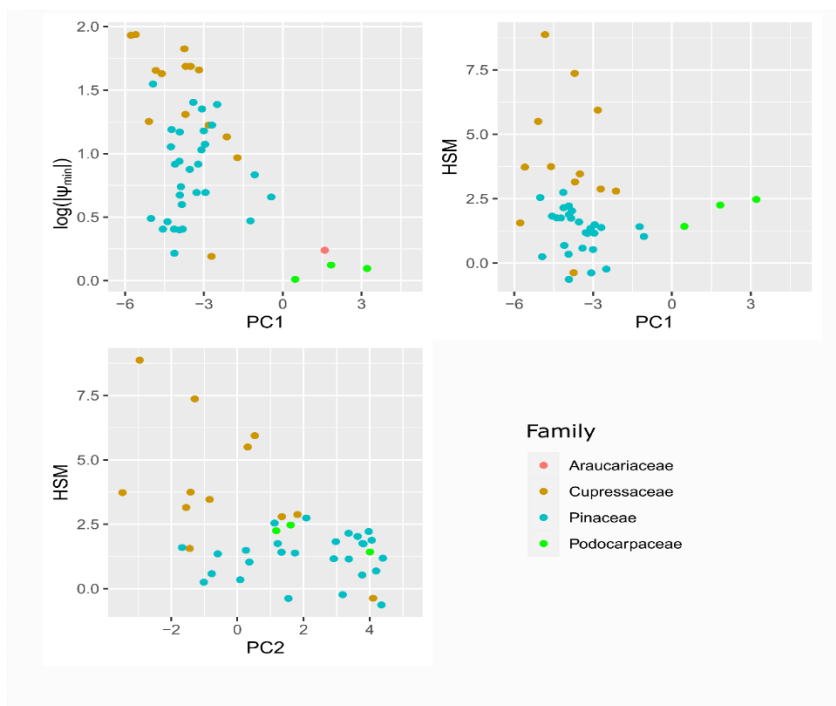 2.0
1.5
1.0
0.5
0.0
log(|ψmin|)
−6
−3
0
3
PC1
7.5
5.0
2.5
0.0
HSM
−6
−3
0
3
PC1
7.5
5.0
2.5
0.0
HSM
−2
0
2
4
PC2
Family
Araucariaceae
Cupressaceae
Pinaceae
Podocarpaceae